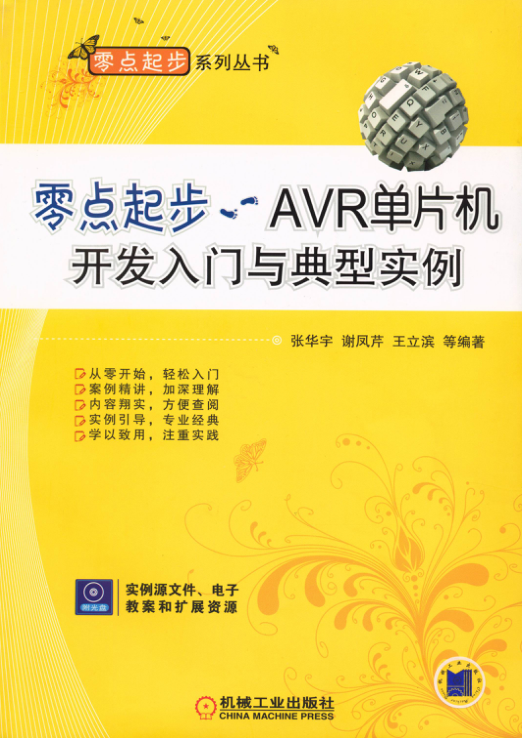 零点起步 系列丛书
零点起步 AVR单片机
开发入门与典型实例
张华宇 谢凤芹 王立滨 等编著
从零开始，轻松入门
案例精讲，加深理解
内容翔实，方便查阅
实例引导，专业经典
学以致用，注重实践
附光盘
实例源文件、电子
教案和扩展资源
机械工业出版社
CHINA MACHINE PRESS